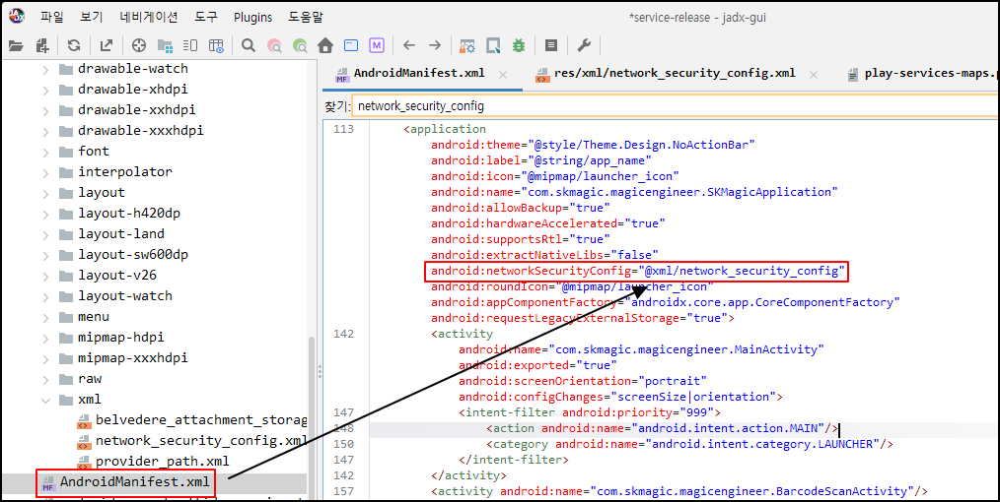 파일 보기 네비게이션 도구 Plugins 도움말 *service-release - jadx-gui
drawable-watch
drawable-xhdpi
drawable-xxhdpi
drawable-xxxhdpi
font
interpolator
layout
layout-h420dp
layout-land
layout-sw600dp
layout-v26
layout-watch
menu
mipmap-hdpi
mipmap-xxxhdpi
raw
xml
belvedere_attachment_storag
network_security_config.xml
provider_path.xml
MF AndroidManifest.xml
MF AndroidManifest.xml × res/xml/network_security_config.xml × play-services-maps.p
찾기: network_security_config
113 <application
android:theme="@style/Theme.Design.NoActionBar"
android:label="@string/app_name"
android:icon="@mipmap/launcher_icon"
android:name="com.skmagic.magicengineer.SKMagicApplication"
android:allowBackup="true"
android:hardwareAccelerated="true"
android:supportsRtl="true"
android:extractNativeLibs="false"
android:networkSecurityConfig="@xml/network_security_config"
android:roundIcon="@mipmap/launcher_icon"
android:appComponentFactory="androidx.core.app.CoreComponentFactory"
android:requestLegacyExternalStorage="true">
142 <activity
android:name="com.skmagic.magicengineer.MainActivity"
android:exported="true"
android:screenOrientation="portrait"
android:configChanges="screenSize|orientation">
147 <intent-filter android:priority="999">
148 <action android:name="android.intent.action.MAIN"/>
150 <category android:name="android.intent.category.LAUNCHER"/>
147 </intent-filter>
142 </activity>
157 <activity android:name="com.skmagic.magicengineer.BarcodeScanActivity"/>